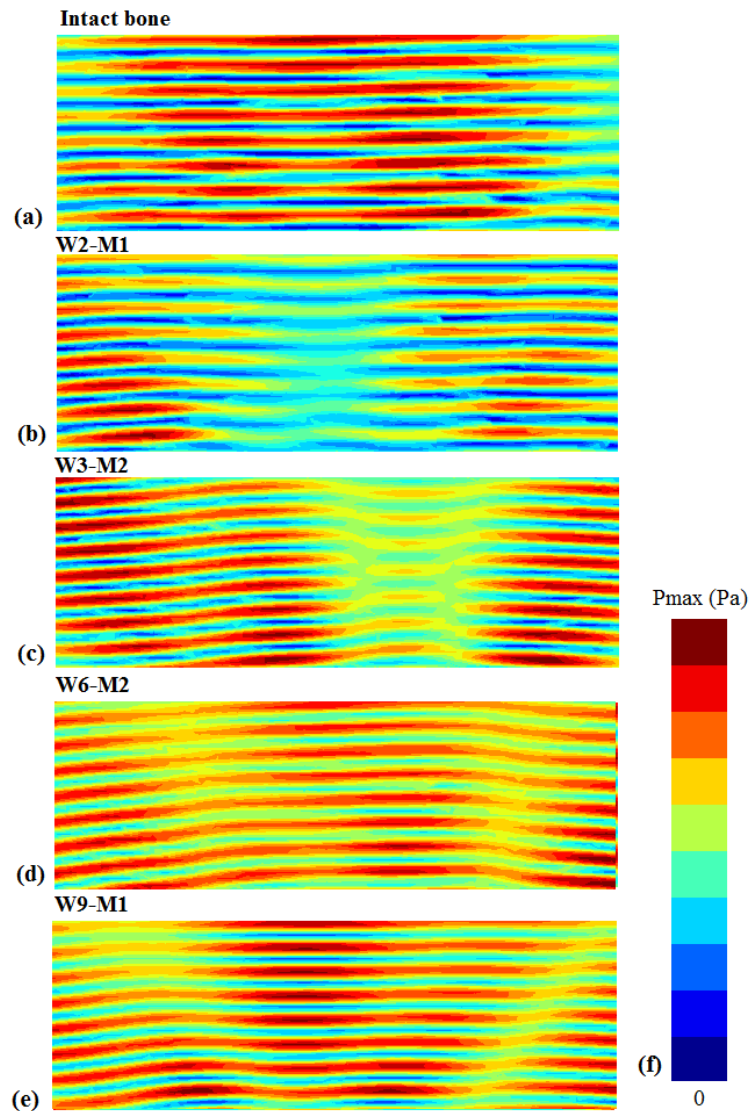 Intact bone
(a)
W2-M1
(b)
W3-M2
(c)
W6-M2
(d)
W9-M1
(e)
Pmax (Pa)
(f)
0